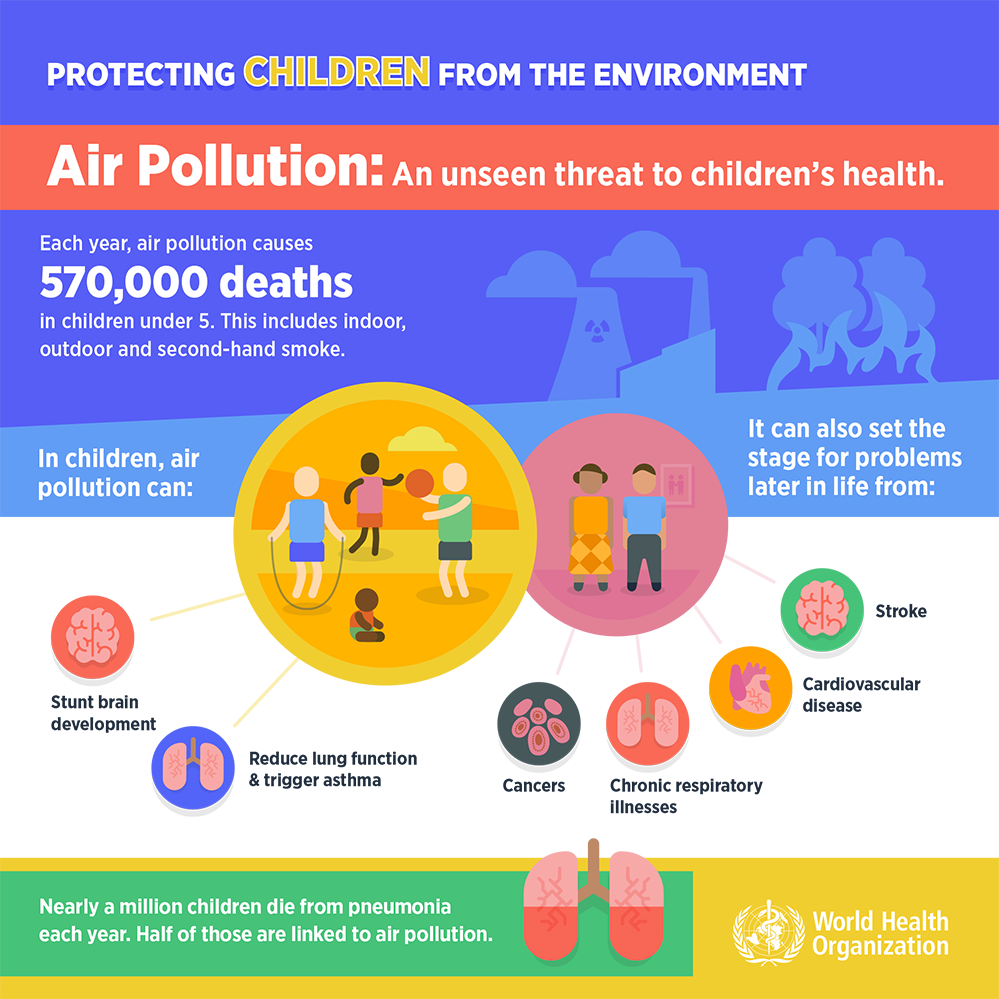 PROTECTING CHILDREN FROM THE ENVIRONMENT
Air Pollution: An unseen threat to children’s health.
Each year, air pollution causes
570,000 deaths
in children under 5. This includes indoor,
outdoor and second-hand smoke.
In children, air
pollution can:
It can also set the
stage for problems
later in life from:
Stunt brain
development
Reduce lung function
& trigger asthma
Cancers
Chronic respiratory
illnesses
Cardiovascular
disease
Stroke
Nearly a million children die from pneumonia
each year. Half of those are linked to air pollution.
World Health
Organization